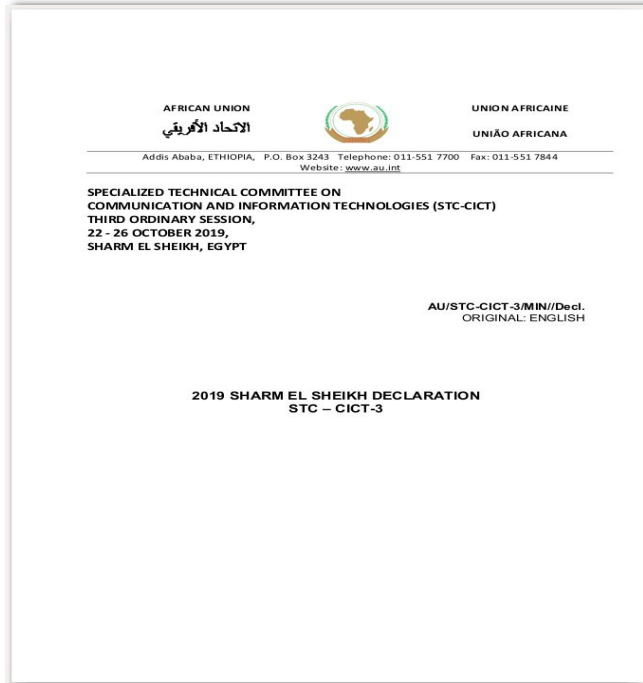 AFRICAN UNION
UNION AFRICAINE
الاتحاد الأفريقي
UNIÃO AFRICANA
Addis Ababa, ETHIOPIA, P.O. Box 3243 Telephone: 011-551 7700 Fax: 011-551 7844
Website: www.au.int
SPECIALIZED TECHNICAL COMMITTEE ON
COMMUNICATION AND INFORMATION TECHNOLOGIES (STC-CICT)
THIRD ORDINARY SESSION,
22 - 26 OCTOBER 2019,
SHARM EL SHEIKH, EGYPT
AU/STC-CICT-3/MIN//Decl.
ORIGINAL: ENGLISH
2019 SHARM EL SHEIKH DECLARATION
STC – CICT-3